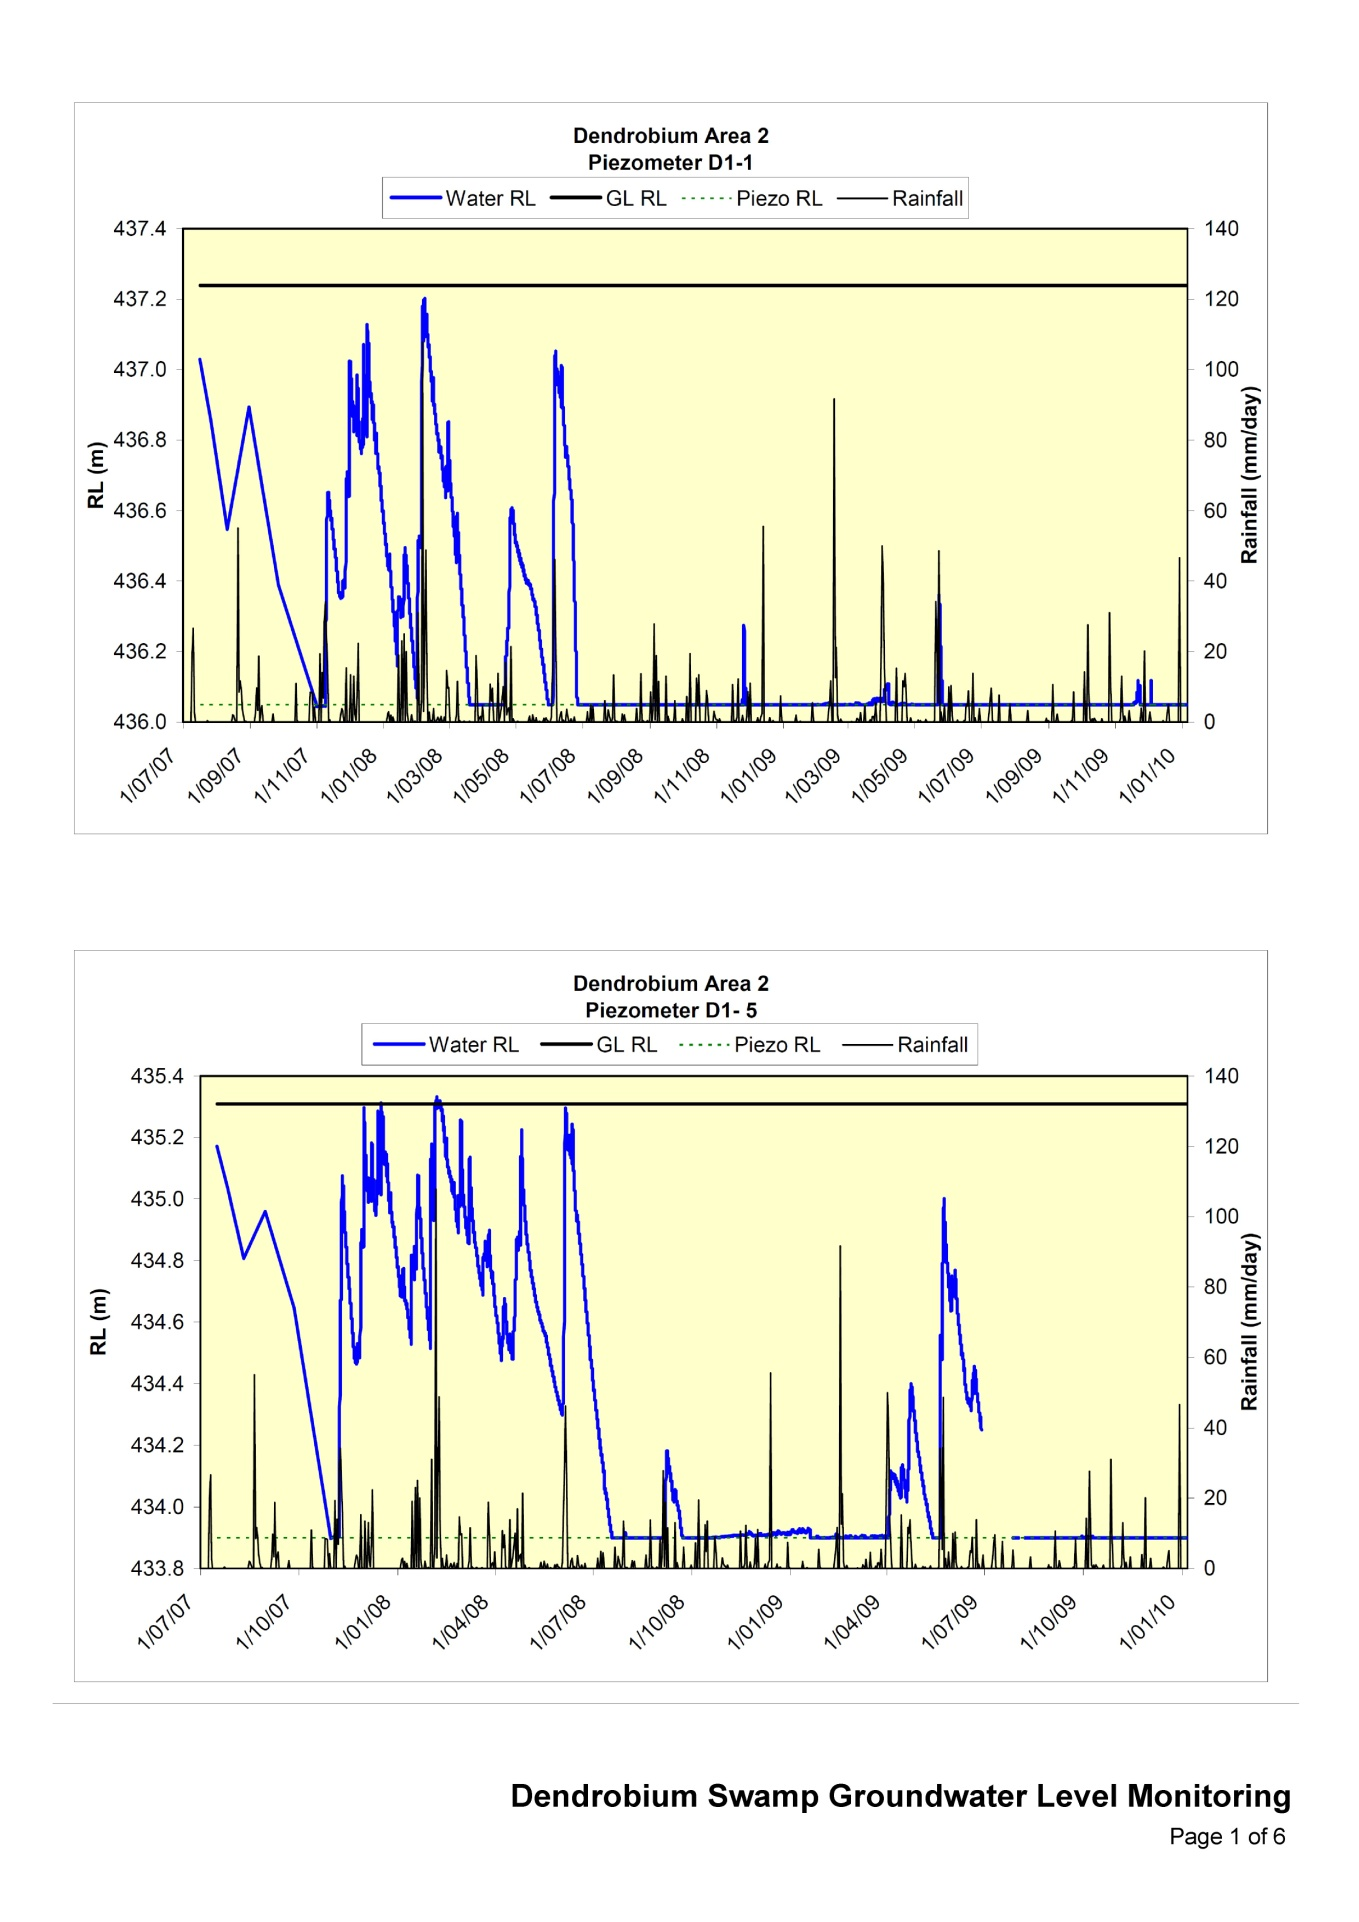 Dendrobium Area 2
Piezometer D1-1
Water RL GL RL Piezo RL Rainfall
437.4
437.2
437.0
436.8
436.6
436.4
436.2
436.0
RL (m)
140
120
100
80
60
40
20
0
Rainfall (mm/day)
1/07/07 1/09/07 1/11/07 1/01/08 1/03/08 1/05/08 1/07/08 1/09/08 1/11/08 1/01/09 1/03/09 1/05/09 1/07/09 1/09/09 1/11/09 1/01/10
Dendrobium Area 2
Piezometer D1- 5
Water RL GL RL Piezo RL Rainfall
435.4
435.2
435.0
434.8
434.6
434.4
434.2
434.0
433.8
RL (m)
140
120
100
80
60
40
20
0
Rainfall (mm/day)
1/07/07 1/10/07 1/01/08 1/04/08 1/07/08 1/10/08 1/01/09 1/04/09 1/07/09 1/10/09 1/01/10
Dendrobium Swamp Groundwater Level Monitoring
Page 1 of 6